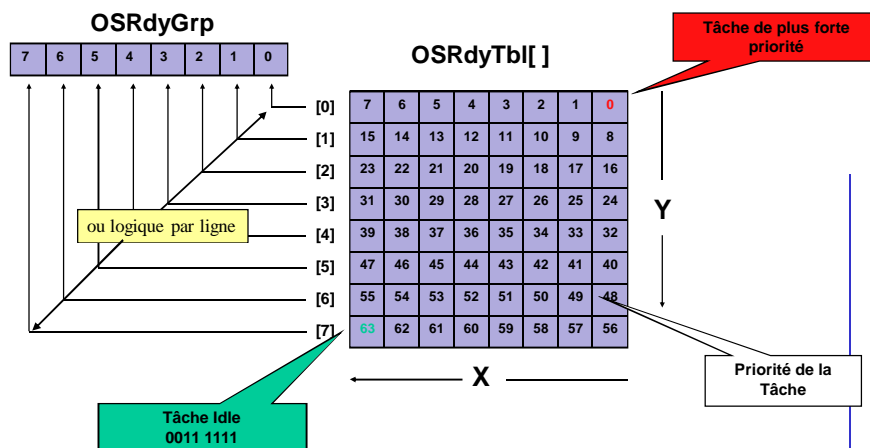 OSRdyGrp
7 6 5 4 3 2 1 0
OSRdyTbl[ ]
Tâche de plus forte
priorité
[0] 7 6 5 4 3 2 1 0
[1] 15 14 13 12 11 10 9 8
[2] 23 22 21 20 19 18 17 16
[3] 31 30 29 28 27 26 25 24
[4] 39 38 37 36 35 34 33 32
[5] 47 46 45 44 43 42 41 40
[6] 55 54 53 52 51 50 49 48
[7] 63 62 61 60 59 58 57 56
ou logique par ligne
Y
X
Priorité de la
Tâche
Tâche Idle
0011 1111